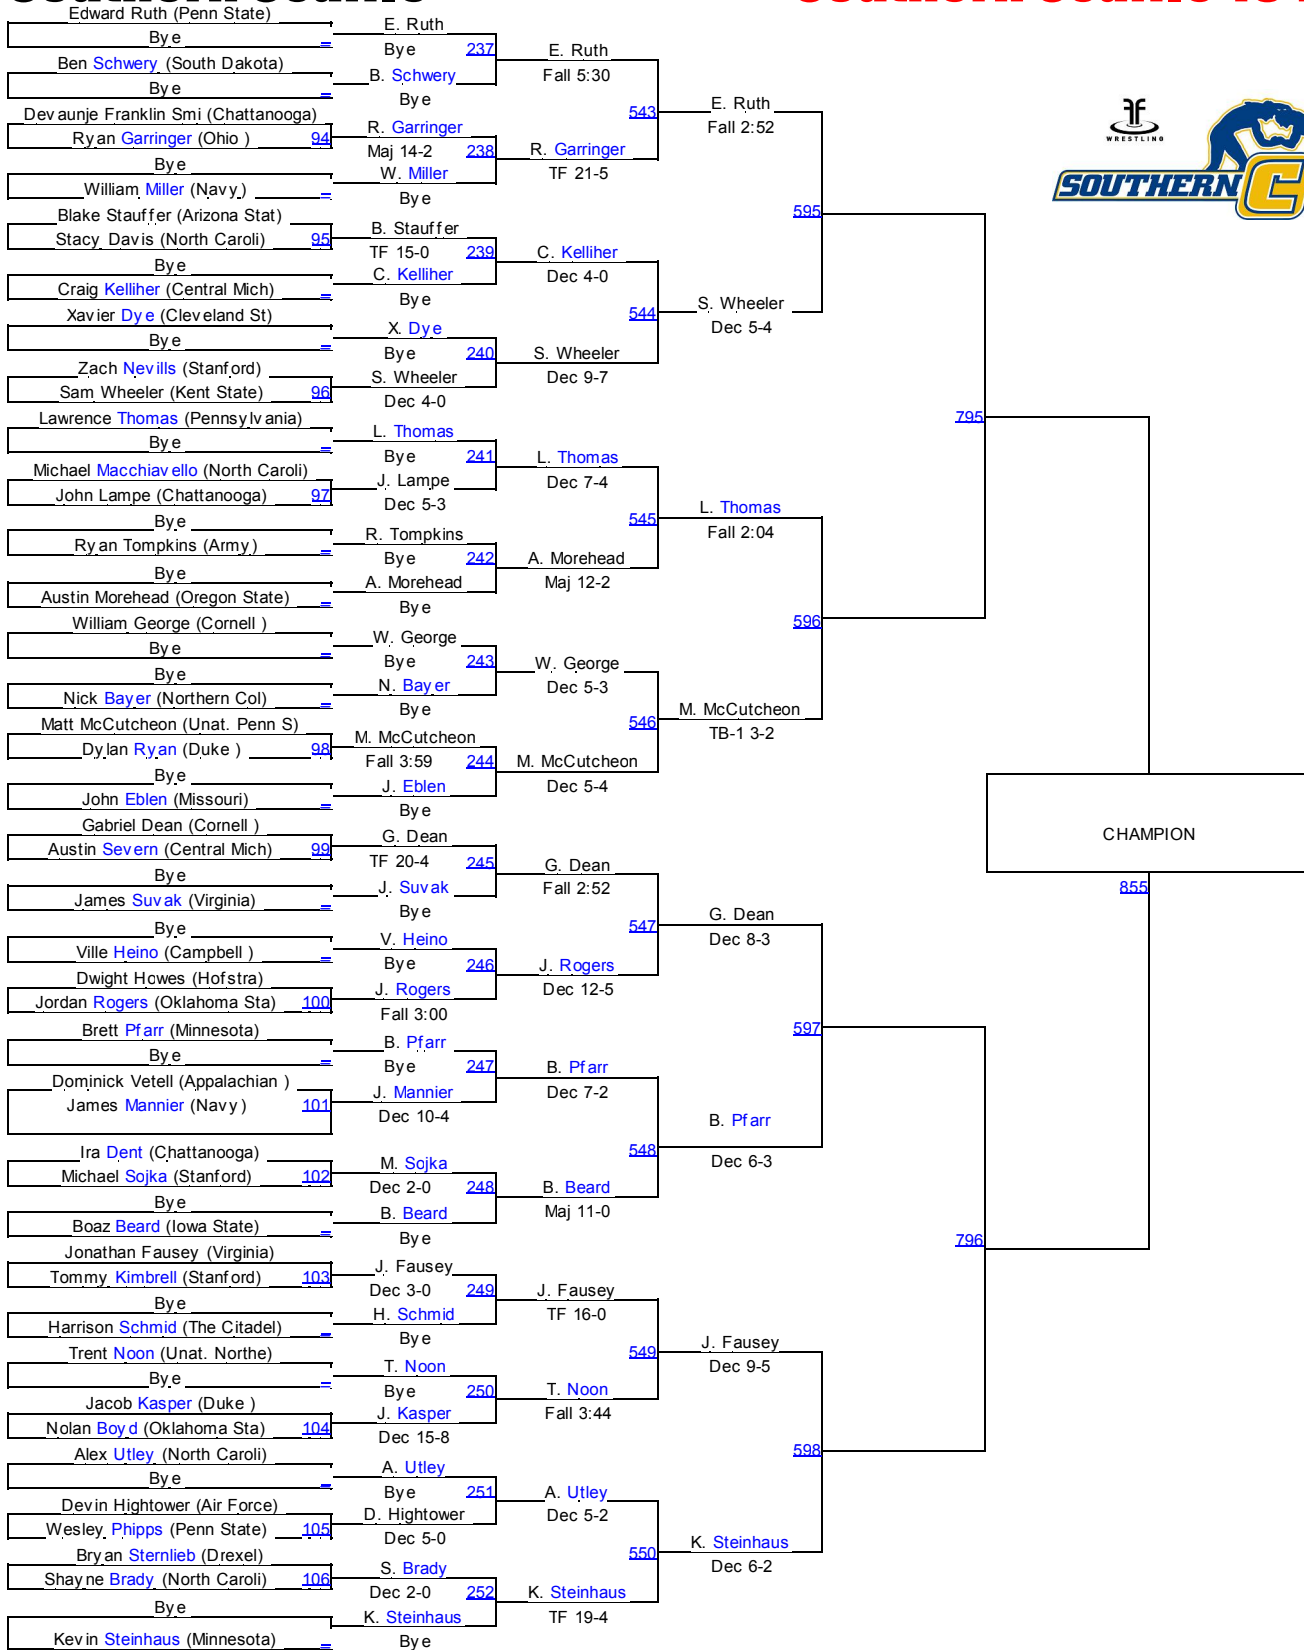 Edward Ruth (Penn State)
Bye
Ben Schwery (South Dakota)
Bye
Devaunje Franklin Smi (Chattanooga)
Ryan Garringer (Ohio ) 94
Bye
William Miller (Navy)
Blake Stauffer (Arizona Stat)
Stacy Davis (North Caroli) 95
Bye
Craig Kelliher (Central Mich)
Xavier Dye (Cleveland St)
Bye
Zach Nevills (Stanford)
Sam Wheeler (Kent State) 96
Lawrence Thomas (Pennsylvania)
Bye
Michael Macchiavello (North Caroli)
John Lampe (Chattanooga) 97
Bye
Ryan Tompkins (Army)
Bye
Austin Morehead (Oregon State)
William George (Cornell )
Bye
Bye
Nick Bayer (Northern Col)
Matt McCutcheon (Unat. Penn S)
Dylan Ryan (Duke ) 98
Bye
John Eblen (Missouri)
Gabriel Dean (Cornell )
Austin Severn (Central Mich) 99
Bye
James Suvak (Virginia)
Bye
Ville Heino (Campbell )
Dwight Howes (Hofstra)
Jordan Rogers (Oklahoma Sta) 100
Brett Pfarr (Minnesota)
Bye
Dominick Vetell (Appalachian )
James Mannier (Navy ) 101
Ira Dent (Chattanooga)
Michael Sojka (Stanford) 102
Bye
Boaz Beard (Iowa State)
Jonathan Fausey (Virginia)
Tommy Kimbrell (Stanford) 103
Bye
Harrison Schmid (The Citadel)
Trent Noon (Unat. Northe)
Bye
Jacob Kasper (Duke )
Nolan Boyd (Oklahoma Sta) 104
Alex Utley (North Caroli)
Bye
Devin Hightower (Air Force)
Wesley Phipps (Penn State) 105
Bryan Sternlieb (Drexel)
Shayne Brady (North Caroli) 106
Bye
Kevin Steinhaus (Minnesota)
E. Ruth
Bye 237
B. Schwery
Bye
R. Garringer
Maj 14-2 238
W. Miller
Bye
B. Stauffer
TF 15-0 239
C. Kelliher
Bye
X. Dye
Bye 240
S. Wheeler
Dec 4-0
L. Thomas
Bye 241
J. Lampe
Dec 5-3
R. Tompkins
Bye 242
A. Morehead
Bye
W. George
Bye 243
N. Bayer
Bye
M. McCutcheon
Fall 3:59 244
J. Eblen
Bye
G. Dean
TF 20-4 245
J. Suvak
Bye
V. Heino
Bye 246
J. Rogers
Fall 3:00
B. Pfarr
Bye 247
J. Mannier
Dec 10-4
M. Sojka
Dec 2-0 248
B. Beard
Bye
J. Fausey
Dec 3-0 249
H. Schmid
Bye
T. Noon
Bye 250
J. Kasper
Dec 15-8
A. Utley
Bye 251
D. Hightower
Dec 5-0
S. Brady
Dec 2-0 252
K. Steinhaus
Bye
E. Ruth
Fall 5:30
543
R. Garringer
TF 21-5
C. Kelliher
Dec 4-0
544
S. Wheeler
Dec 9-7
L. Thomas
Dec 7-4
545
A. Morehead
Maj 12-2
W. George
Dec 5-3
546
M. McCutcheon
Dec 5-4
G. Dean
Fall 2:52
547
J. Rogers
Dec 12-5
B. Pfarr
Dec 7-2
548
B. Beard
Maj 11-0
J. Fausey
TF 16-0
549
T. Noon
Fall 3:44
A. Utley
Dec 5-2
550
K. Steinhaus
TF 19-4
E. Ruth
Fall 2:52
595
S. Wheeler
Dec 5-4
L. Thomas
Fall 2:04
596
M. McCutcheon
TB-1 3-2
G. Dean
Dec 8-3
597
B. Pfarr
Dec 6-3
J. Fausey
Dec 9-5
598
K. Steinhaus
Dec 6-2
795
796
WRESTLING
SOUTHERN
C
CHAMPION
855